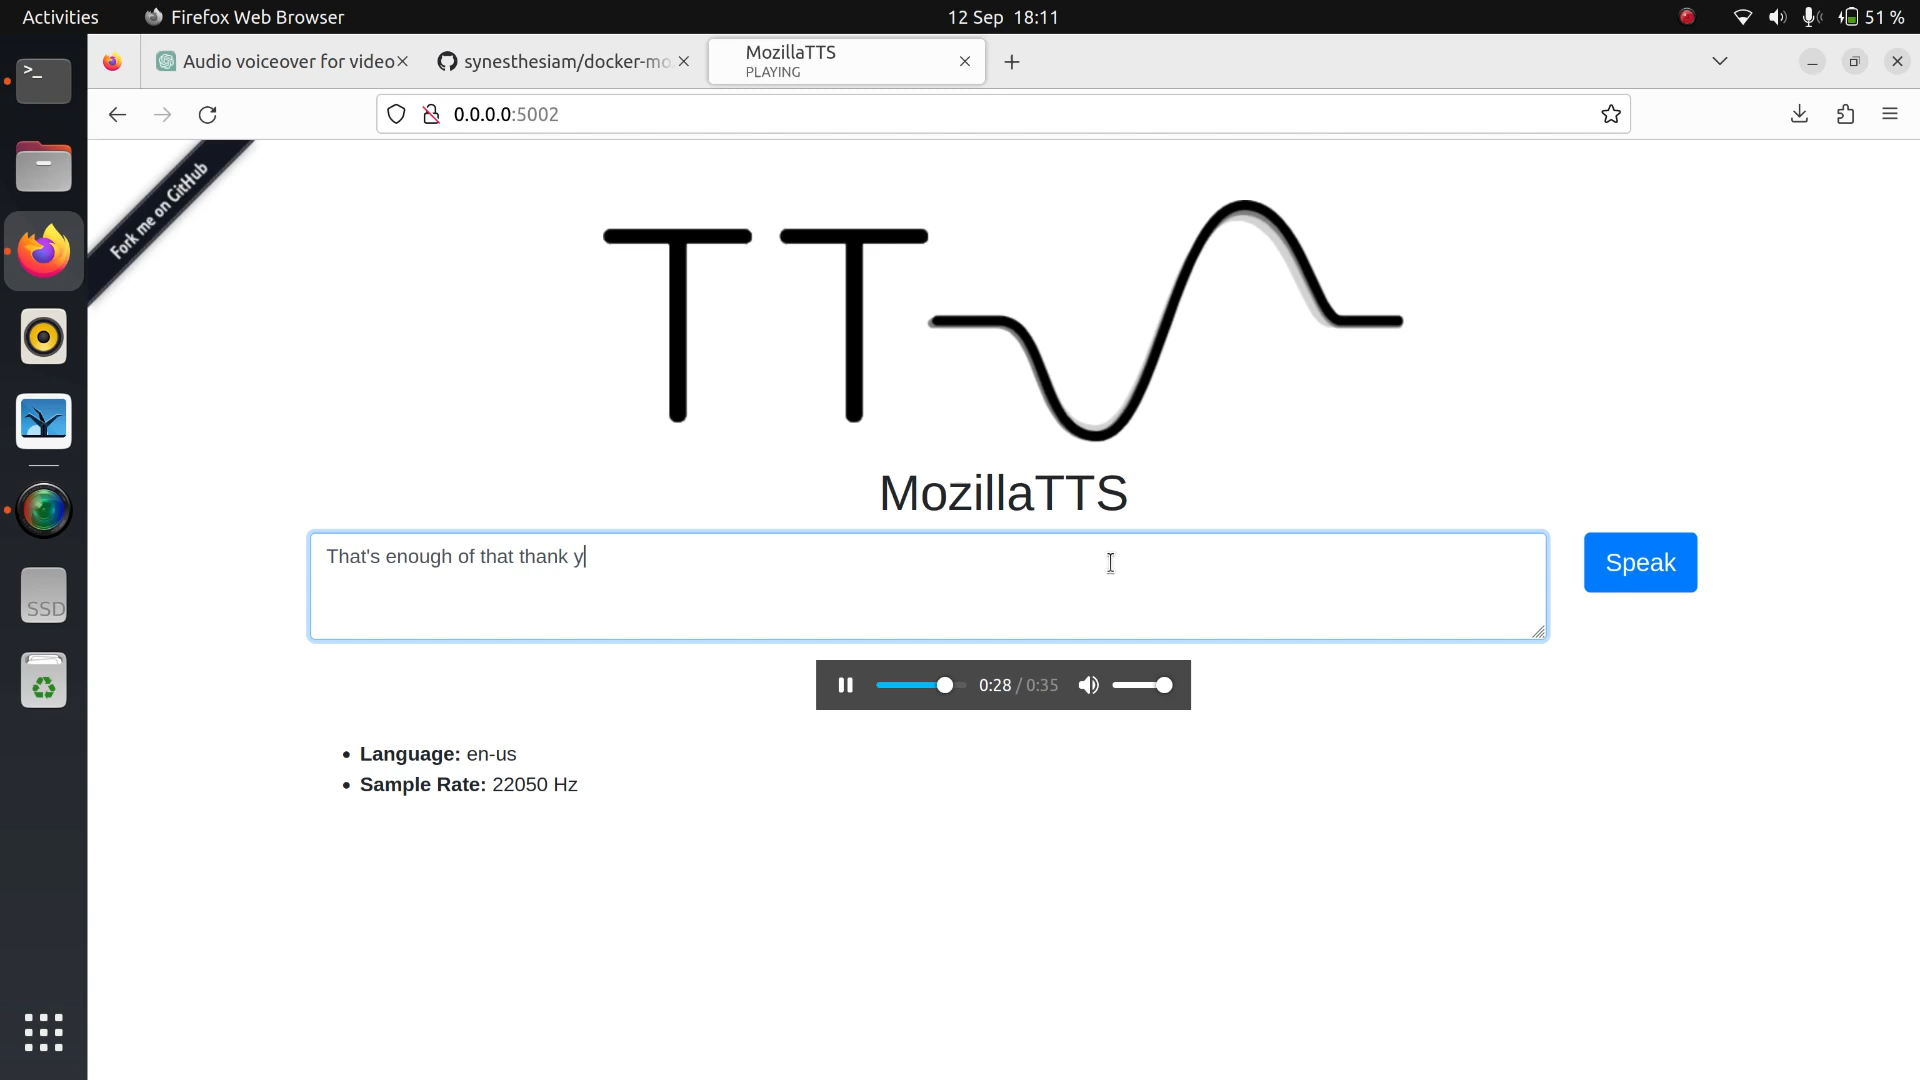 Activities
Firefox Web Browser
12 Sep 18:11
51 %
Audio voiceover for video
synesthesiam/docker-mo
MozillaTTS
PLAYING
0.0.0.0:5002
Fork me on GitHub
TTS
MozillaTTS
That's enough of that thank y
Speak
0:28 / 0:35
Language: en-us
Sample Rate: 22050 Hz
>_
SSD